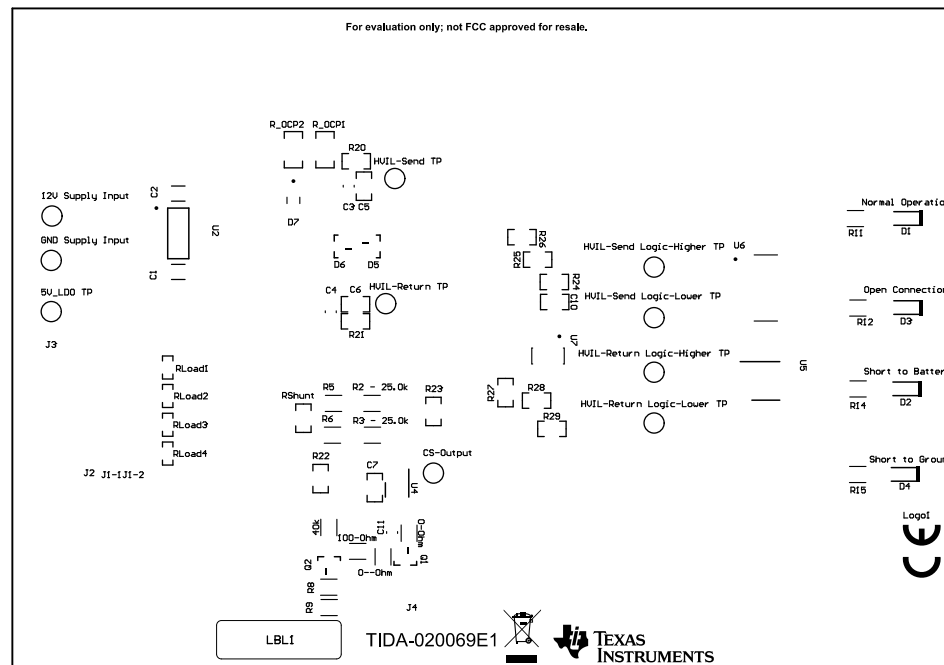 For evaluation only; not FCC approved for resale.
R_OCP2 R_OCP1
R20
HVIL-Send TP
C2
12V Supply Input
C3 C5
D7
U2
Normal Operation
R11 D1
GND Supply Input
R26
HVIL-Send Logic-Higher TP
U6
R25
D6 D5
C1
R24
5V_LDO TP
C4 C6
HVIL-Return TP
C10
HVIL-Send Logic-Lower TP
Open Connection
R12 D3
R21
J3
U7
HVIL-Return Logic-Higher TP
U5
RLoad1
RLoad2
RShunt
R5 R2 - 25.0k
R23
R27
R28
HVIL-Return Logic-Lower TP
Short to Batter
R14 D2
RLoad3
R6 R3 - 25.0k
R29
RLoad4
R22
C7
CS-Output
U4
J2 J1-1J1-2
Short to Groun
R15 D4
40k
100-Ohm
C11
0-Ohm
Logo1
Q2
0--Ohm
Q1
R8
R9
J4
LBL1
TIDA-020069E1
TEXAS
INSTRUMENTS